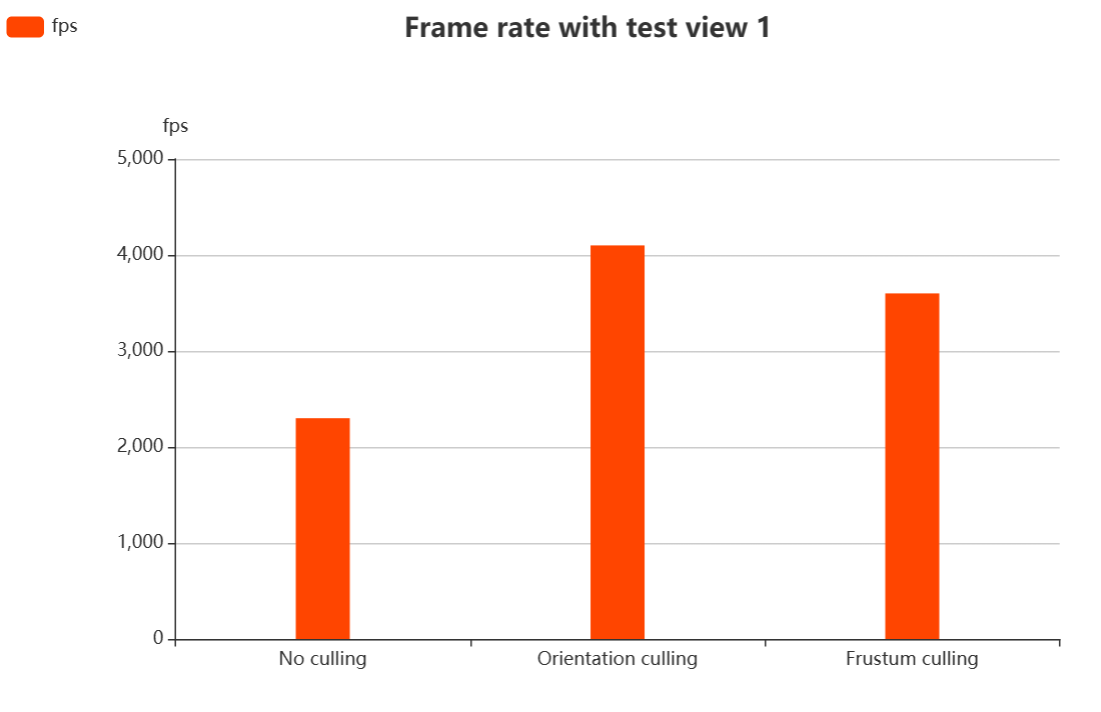 fps
Frame rate with test view 1
fps
5,000
4,000
3,000
2,000
1,000
0
No culling
Orientation culling
Frustum culling